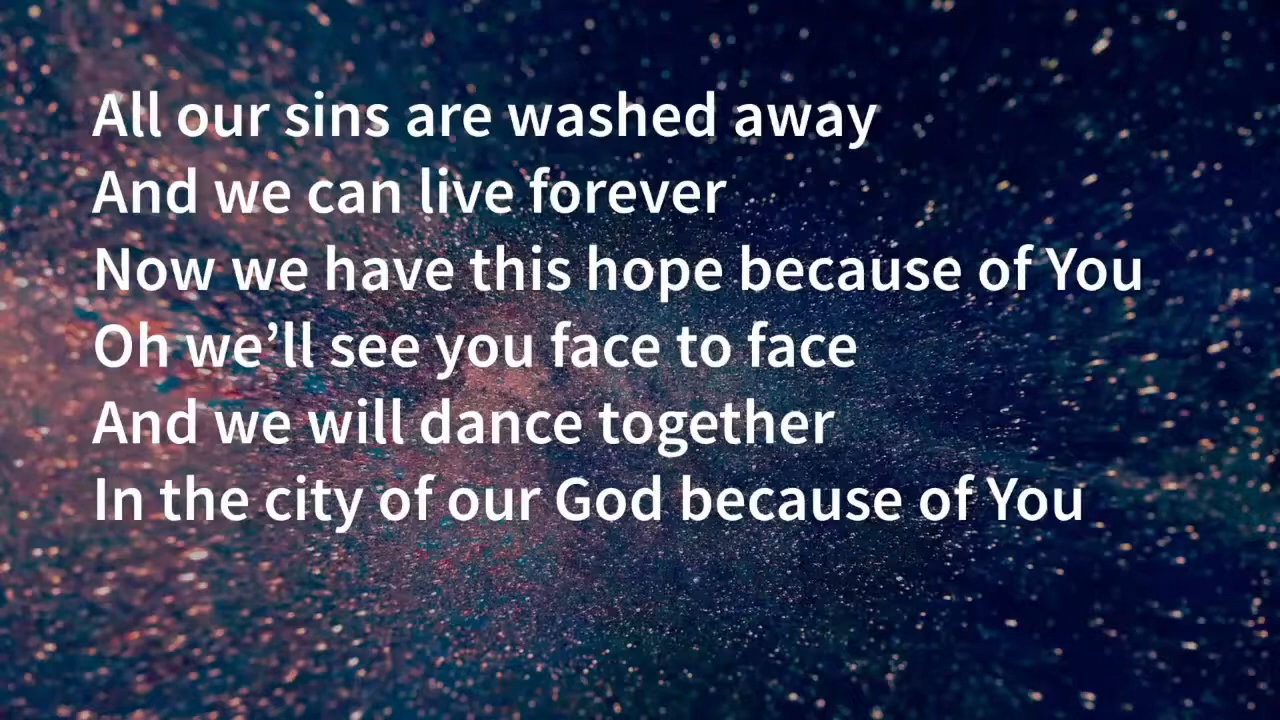 All our sins are washed away
And we can live forever
Now we have this hope because of You
Oh we’ll see you face to face
And we will dance together
In the city of our God because of You